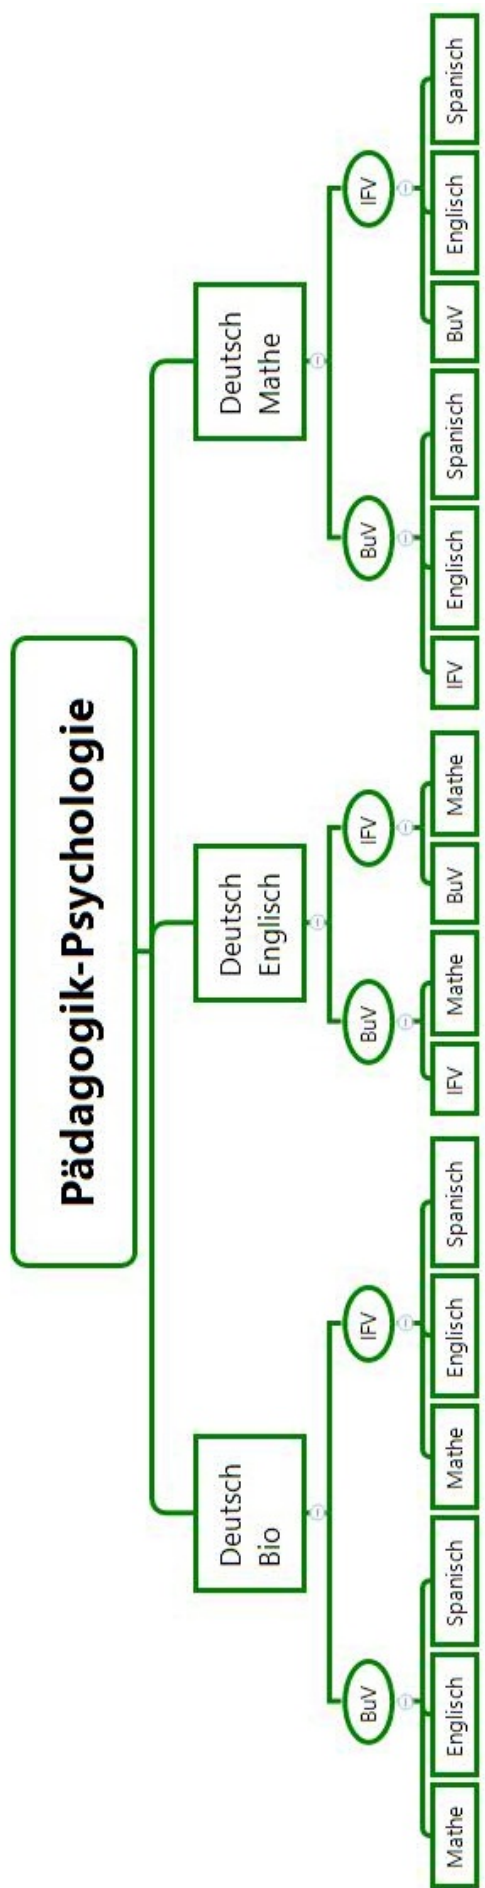 Pädagogik-Psychologie
Deutsch
Bio
Deutsch
Englisch
Deutsch
Mathe
BuV
IFV
BuV
IFV
BuV
IFV
Mathe
Englisch
Spanisch
Mathe
Englisch
Spanisch
IFV
Mathe
BuV
Mathe
IFV
Englisch
Spanisch
BuV
Englisch
Spanisch